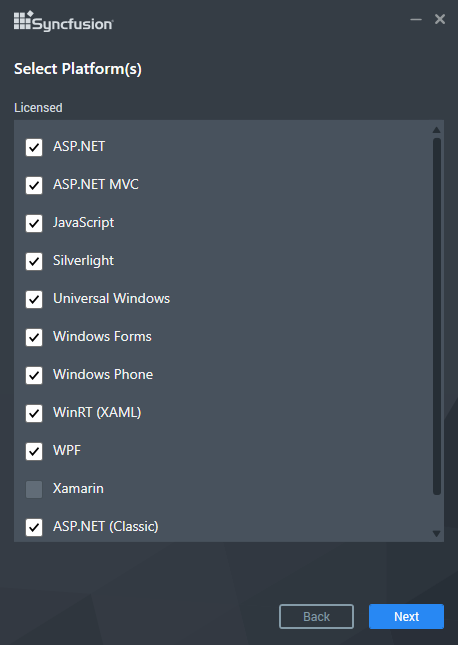 Syncfusion
Select Platform(s)
Licensed
ASP.NET
ASP.NET MVC
JavaScript
Silverlight
Universal Windows
Windows Forms
Windows Phone
WinRT (XAML)
WPF
Xamarin
ASP.NET (Classic)
Back Next